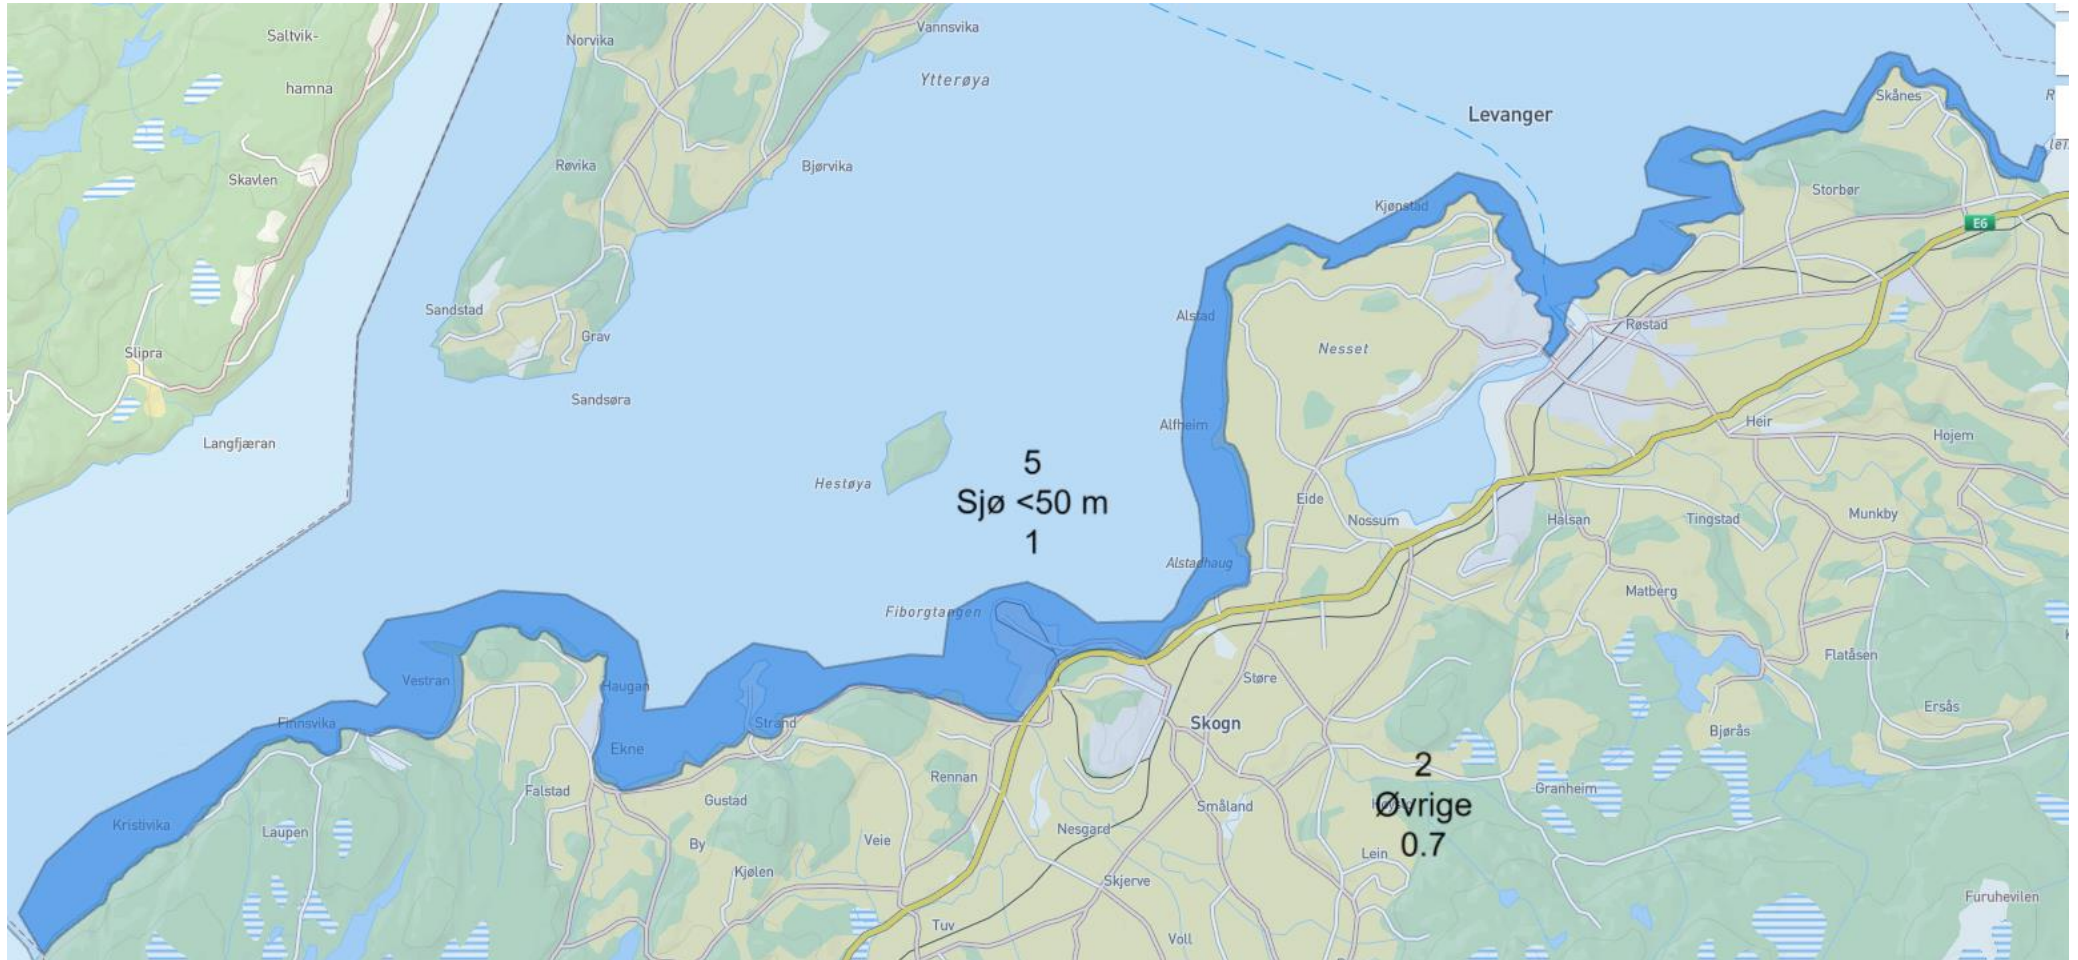 Saltvik-
hamna
Norvika
Vannsvika
Ytterøya
Levanger
Skånes
Skavlen
Røvika
Bjørvika
Storbør
Kjønstad
E6
Sandstad
Grav
Alstad
Røstad
Slipra
Nesset
Sandsøra
Langfjæran
Alfheim
Heir
Hojem
Hestøya
5
Sjø <50 m
1
Eide
Nossum
Halsan
Tingstad
Munkby
Alstadhaug
Matberg
Fiborgtangen
Flatåsen
Vestran
Haugan
Støre
Finnsvika
Strand
Skogn
Ersås
Bjørås
Ekne
2
Øvrige
0.7
Rennan
Falstad
Gustad
Granheim
Småland
Kristivika
Laupen
By
Veie
Nesgard
Lein
Kjølen
Skjerve
Furuhevilen
Tuv
Voll